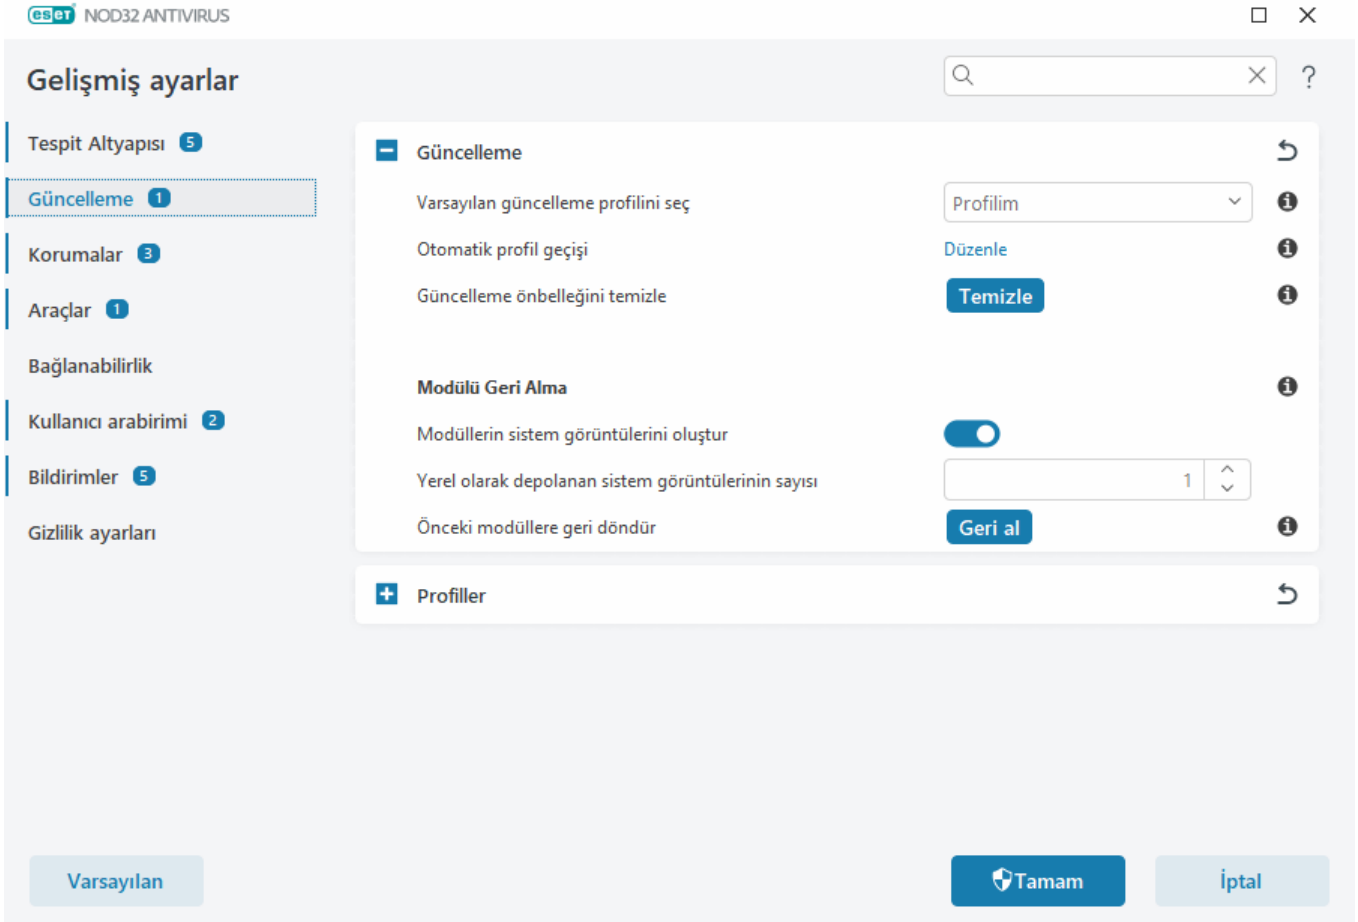 eset NOD32 ANTIVIRUS
Gelişmiş ayarlar
?
Tespit Altyapısı 5
Güncelleme 1
Korumalar 3
Araçlar 1
Bağlanabilirlik
Kullanıcı arabirimi 2
Bildirimler 5
Gizlilik ayarları
Güncelleme
Varsayılan güncelleme profilini seç Profilim
Otomatik profil geçişi Düzenle
Güncelleme önbelleğini temizle Temizle
Modülü Geri Alma
Modüllerin sistem görüntülerini oluştur
Yerel olarak depolanan sistem görüntülerinin sayısı 1
Önceki modüllere geri döndür Geri al
Profiller
Varsayılan Tamam İptal